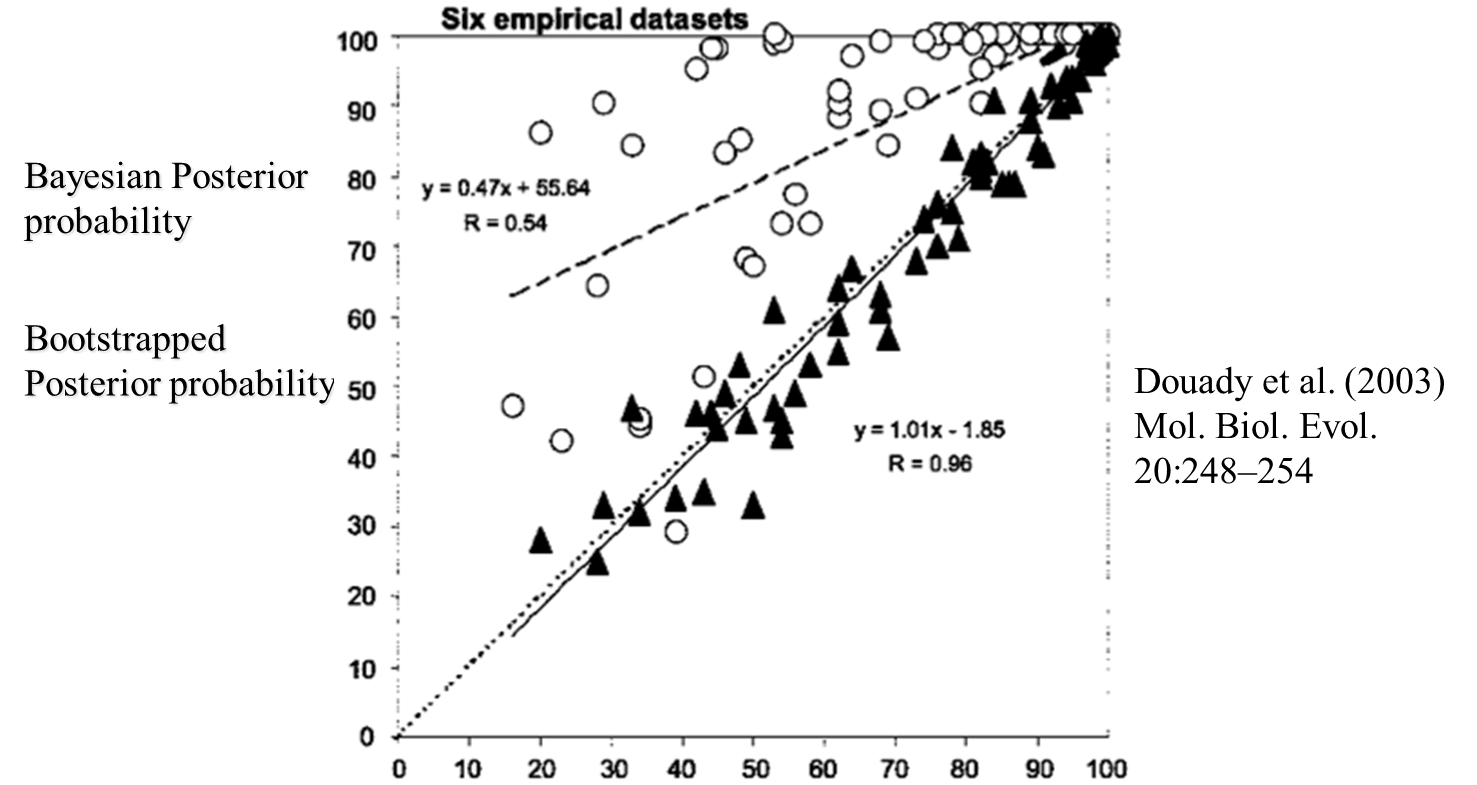 Six empirical datasets
100
90
80
70
60
50
40
30
20
10
0
Bayesian Posterior
probability
Bootstrapped
Posterior probability
y = 0.47x + 55.64
R = 0.54
y = 1.01x - 1.85
R = 0.96
Douady et al. (2003)
Mol. Biol. Evol.
20:248–254
0 10 20 30 40 50 60 70 80 90 100